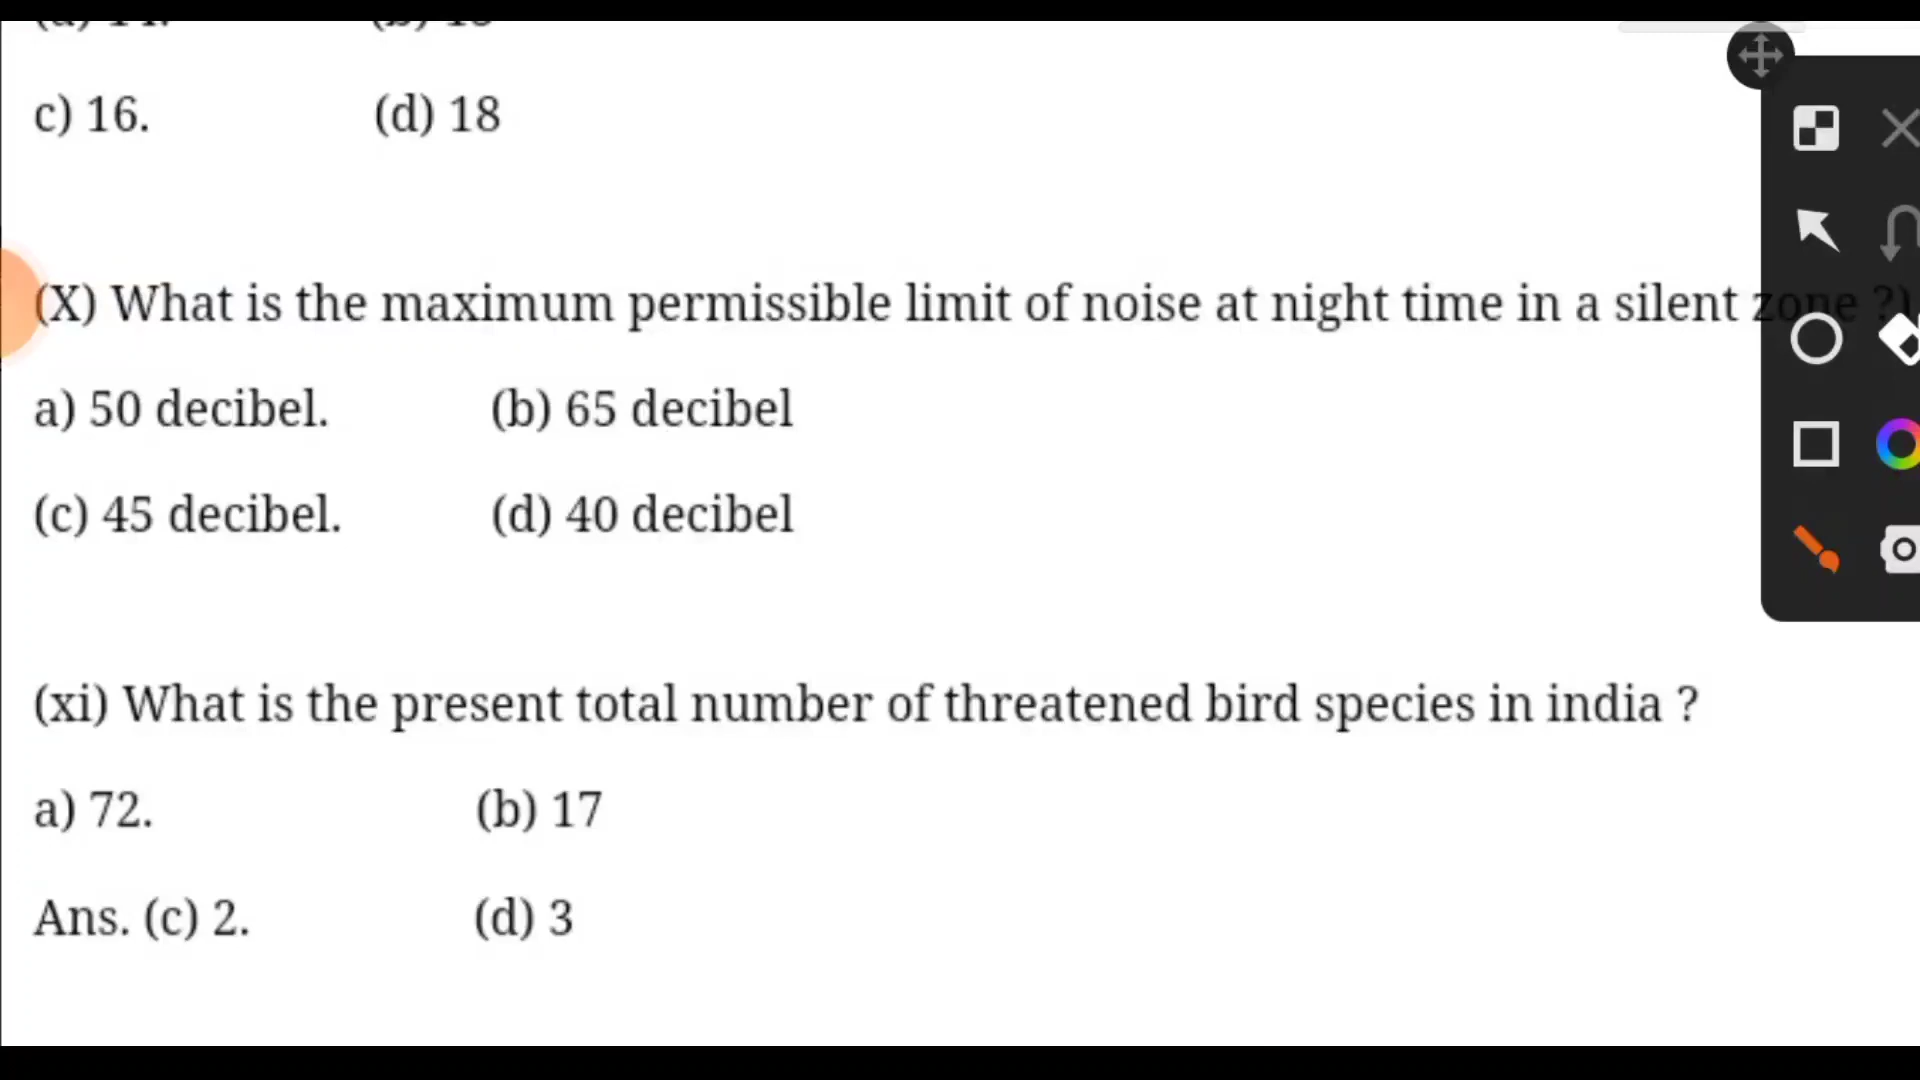 c) 16. (d) 18
(X) What is the maximum permissible limit of noise at night time in a silent zone ?)
a) 50 decibel. (b) 65 decibel
(c) 45 decibel. (d) 40 decibel
(xi) What is the present total number of threatened bird species in india ?
a) 72. (b) 17
Ans. (c) 2. (d) 3